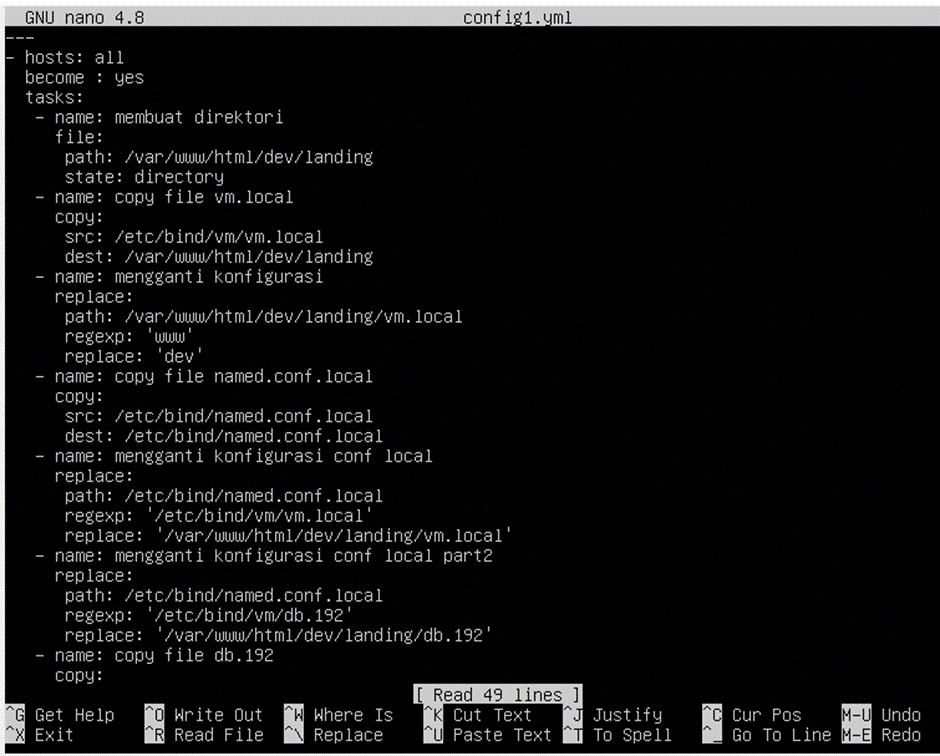 GNU nano 4.8 config1.yml
---
- hosts: all
  become : yes
  tasks:
   - name: membuat direktori
     file:
      path: /var/www/html/dev/landing
      state: directory
   - name: copy file vm.local
     copy:
      src: /etc/bind/vm/vm.local
      dest: /var/www/html/dev/landing
   - name: mengganti konfigurasi
     replace:
      path: /var/www/html/dev/landing/vm.local
      regexp: 'www'
      replace: 'dev'
   - name: copy file named.conf.local
     copy:
      src: /etc/bind/named.conf.local
      dest: /etc/bind/named.conf.local
   - name: mengganti konfigurasi conf local
     replace:
      path: /etc/bind/named.conf.local
      regexp: '/etc/bind/vm/vm.local'
      replace: '/var/www/html/dev/landing/vm.local'
   - name: mengganti konfigurasi conf local part2
     replace:
      path: /etc/bind/named.conf.local
      regexp: '/etc/bind/vm/db.192'
      replace: '/var/www/html/dev/landing/db.192'
   - name: copy file db.192
     copy:
[ Read 49 lines ]
^G Get Help ^O Write Out ^W Where Is ^K Cut Text ^J Justify ^C Cur Pos M-U Undo
^X Exit ^R Read File ^\ Replace ^U Paste Text ^T To Spell ^_ Go To Line M-E Redo